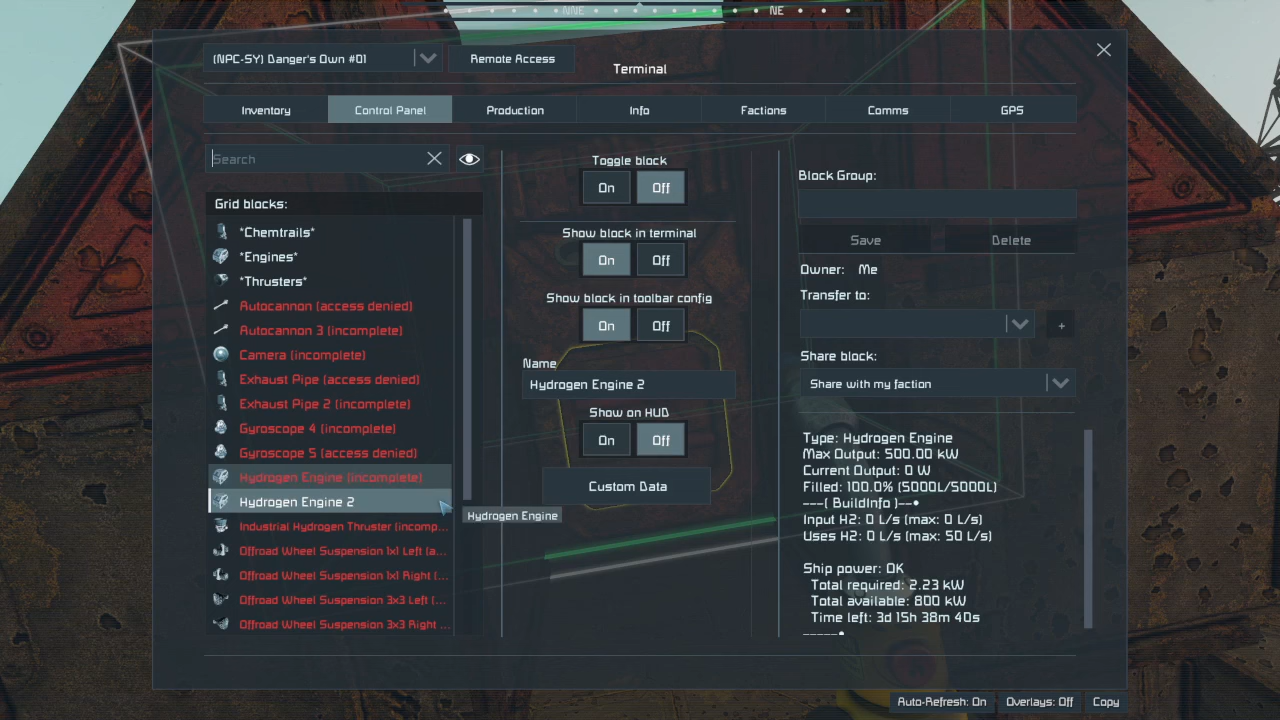 NNE
NE
(NPC-SY) Danger's Own #01
Remote Access
Terminal
Inventory
Control Panel
Production
Info
Factions
Comms
GPS
Search
Grid blocks:
*Chemtrails*
*Engines*
*Thrusters*
Autocannon (access denied)
Autocannon 3 (incomplete)
Camera (incomplete)
Exhaust Pipe (access denied)
Exhaust Pipe 2 (incomplete)
Gyroscope 4 (incomplete)
Gyroscope 5 (access denied)
Hydrogen Engine (incomplete)
Hydrogen Engine 2
Industrial Hydrogen Thruster (incomp...
Offroad Wheel Suspension 1x1 Left (a...
Offroad Wheel Suspension 1x1 Right (...
Offroad Wheel Suspension 3x3 Left (...
Offroad Wheel Suspension 3x3 Right ...
Hydrogen Engine
Toggle block
On
Off
Show block in terminal
On
Off
Show block in toolbar config
On
Off
Name
Hydrogen Engine 2
Show on HUD
On
Off
Custom Data
Block Group:
Save
Delete
Owner: Me
Transfer to:
+
Share block:
Share with my faction
Type: Hydrogen Engine
Max Output: 500.00 kW
Current Output: 0 W
Filled: 100.0% (5000L/5000L)
---( BuildInfo )--•
Input H2: 0 L/s (max: 0 L/s)
Uses H2: 0 L/s (max: 50 L/s)
Ship power: OK
Total required: 2.23 kW
Total available: 800 kW
Time left: 3d 15h 38m 40s
-----•
Auto-Refresh: On
Overlays: Off
Copy